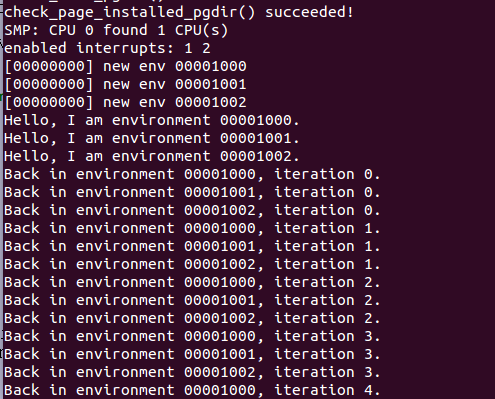 check_page_installed_pgdir() succeeded!
SMP: CPU 0 found 1 CPU(s)
enabled interrupts: 1 2
[00000000] new env 00001000
[00000000] new env 00001001
[00000000] new env 00001002
Hello, I am environment 00001000.
Hello, I am environment 00001001.
Hello, I am environment 00001002.
Back in environment 00001000, iteration 0.
Back in environment 00001001, iteration 0.
Back in environment 00001002, iteration 0.
Back in environment 00001000, iteration 1.
Back in environment 00001001, iteration 1.
Back in environment 00001002, iteration 1.
Back in environment 00001000, iteration 2.
Back in environment 00001001, iteration 2.
Back in environment 00001002, iteration 2.
Back in environment 00001000, iteration 3.
Back in environment 00001001, iteration 3.
Back in environment 00001002, iteration 3.
Back in environment 00001000, iteration 4.